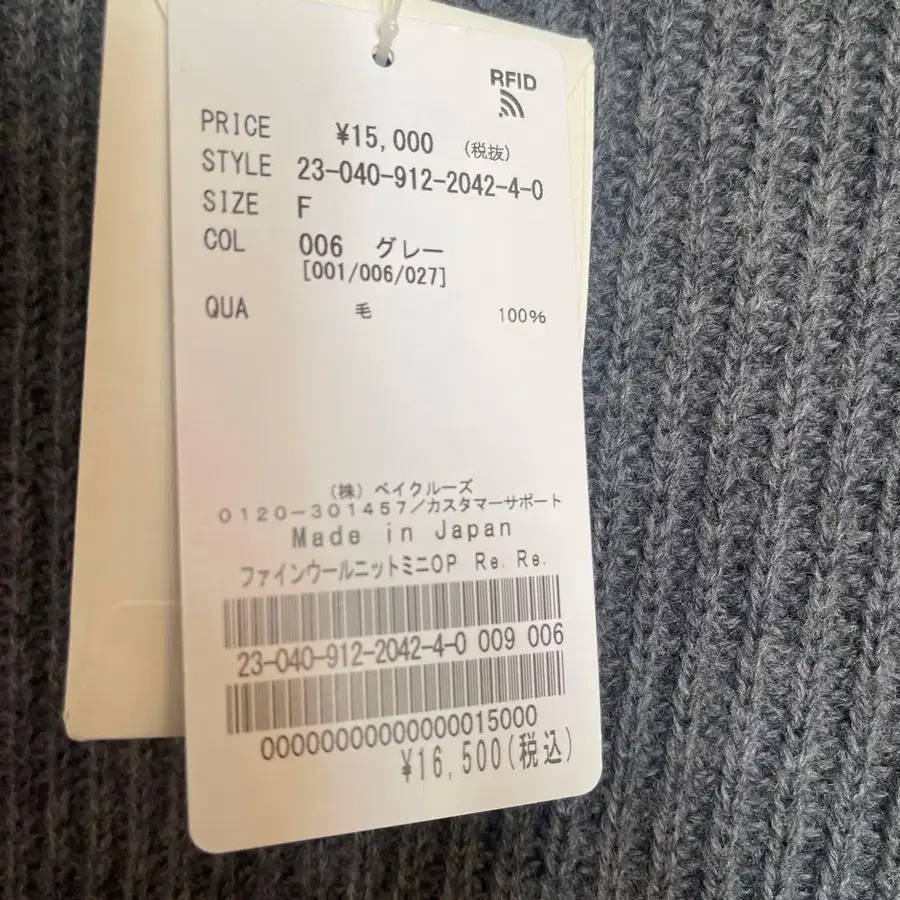 RFID
PRICE ¥15,000 (税抜)
STYLE 23-040-912-2042-4-0
SIZE F
COL 006 グレー
[001/006/027]
QUA 毛 100%
(株) ベイクルーズ
0120-301457/カスタマーサポート
Made in Japan
ファインウールニットミニOP Re. Re.
23-040-912-2042-4-0 009 006
00000000000000015000
¥16,500(税込)